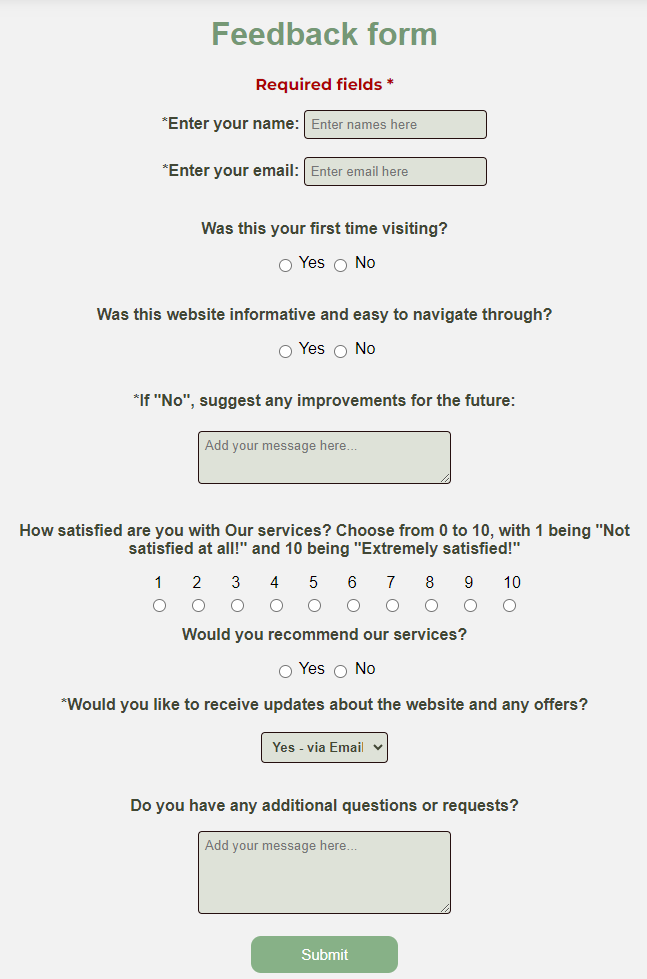 Feedback form
Required fields *
*Enter your name: Enter names here
*Enter your email: Enter email here
Was this your first time visiting?
Yes No
Was this website informative and easy to navigate through?
Yes No
*If "No", suggest any improvements for the future:
Add your message here...
How satisfied are you with Our services? Choose from 0 to 10, with 1 being "Not
satisfied at all!" and 10 being "Extremely satisfied!"
1 2 3 4 5 6 7 8 9 10
Would you recommend our services?
Yes No
*Would you like to receive updates about the website and any offers?
Yes - via Email
Do you have any additional questions or requests?
Add your message here...
Submit